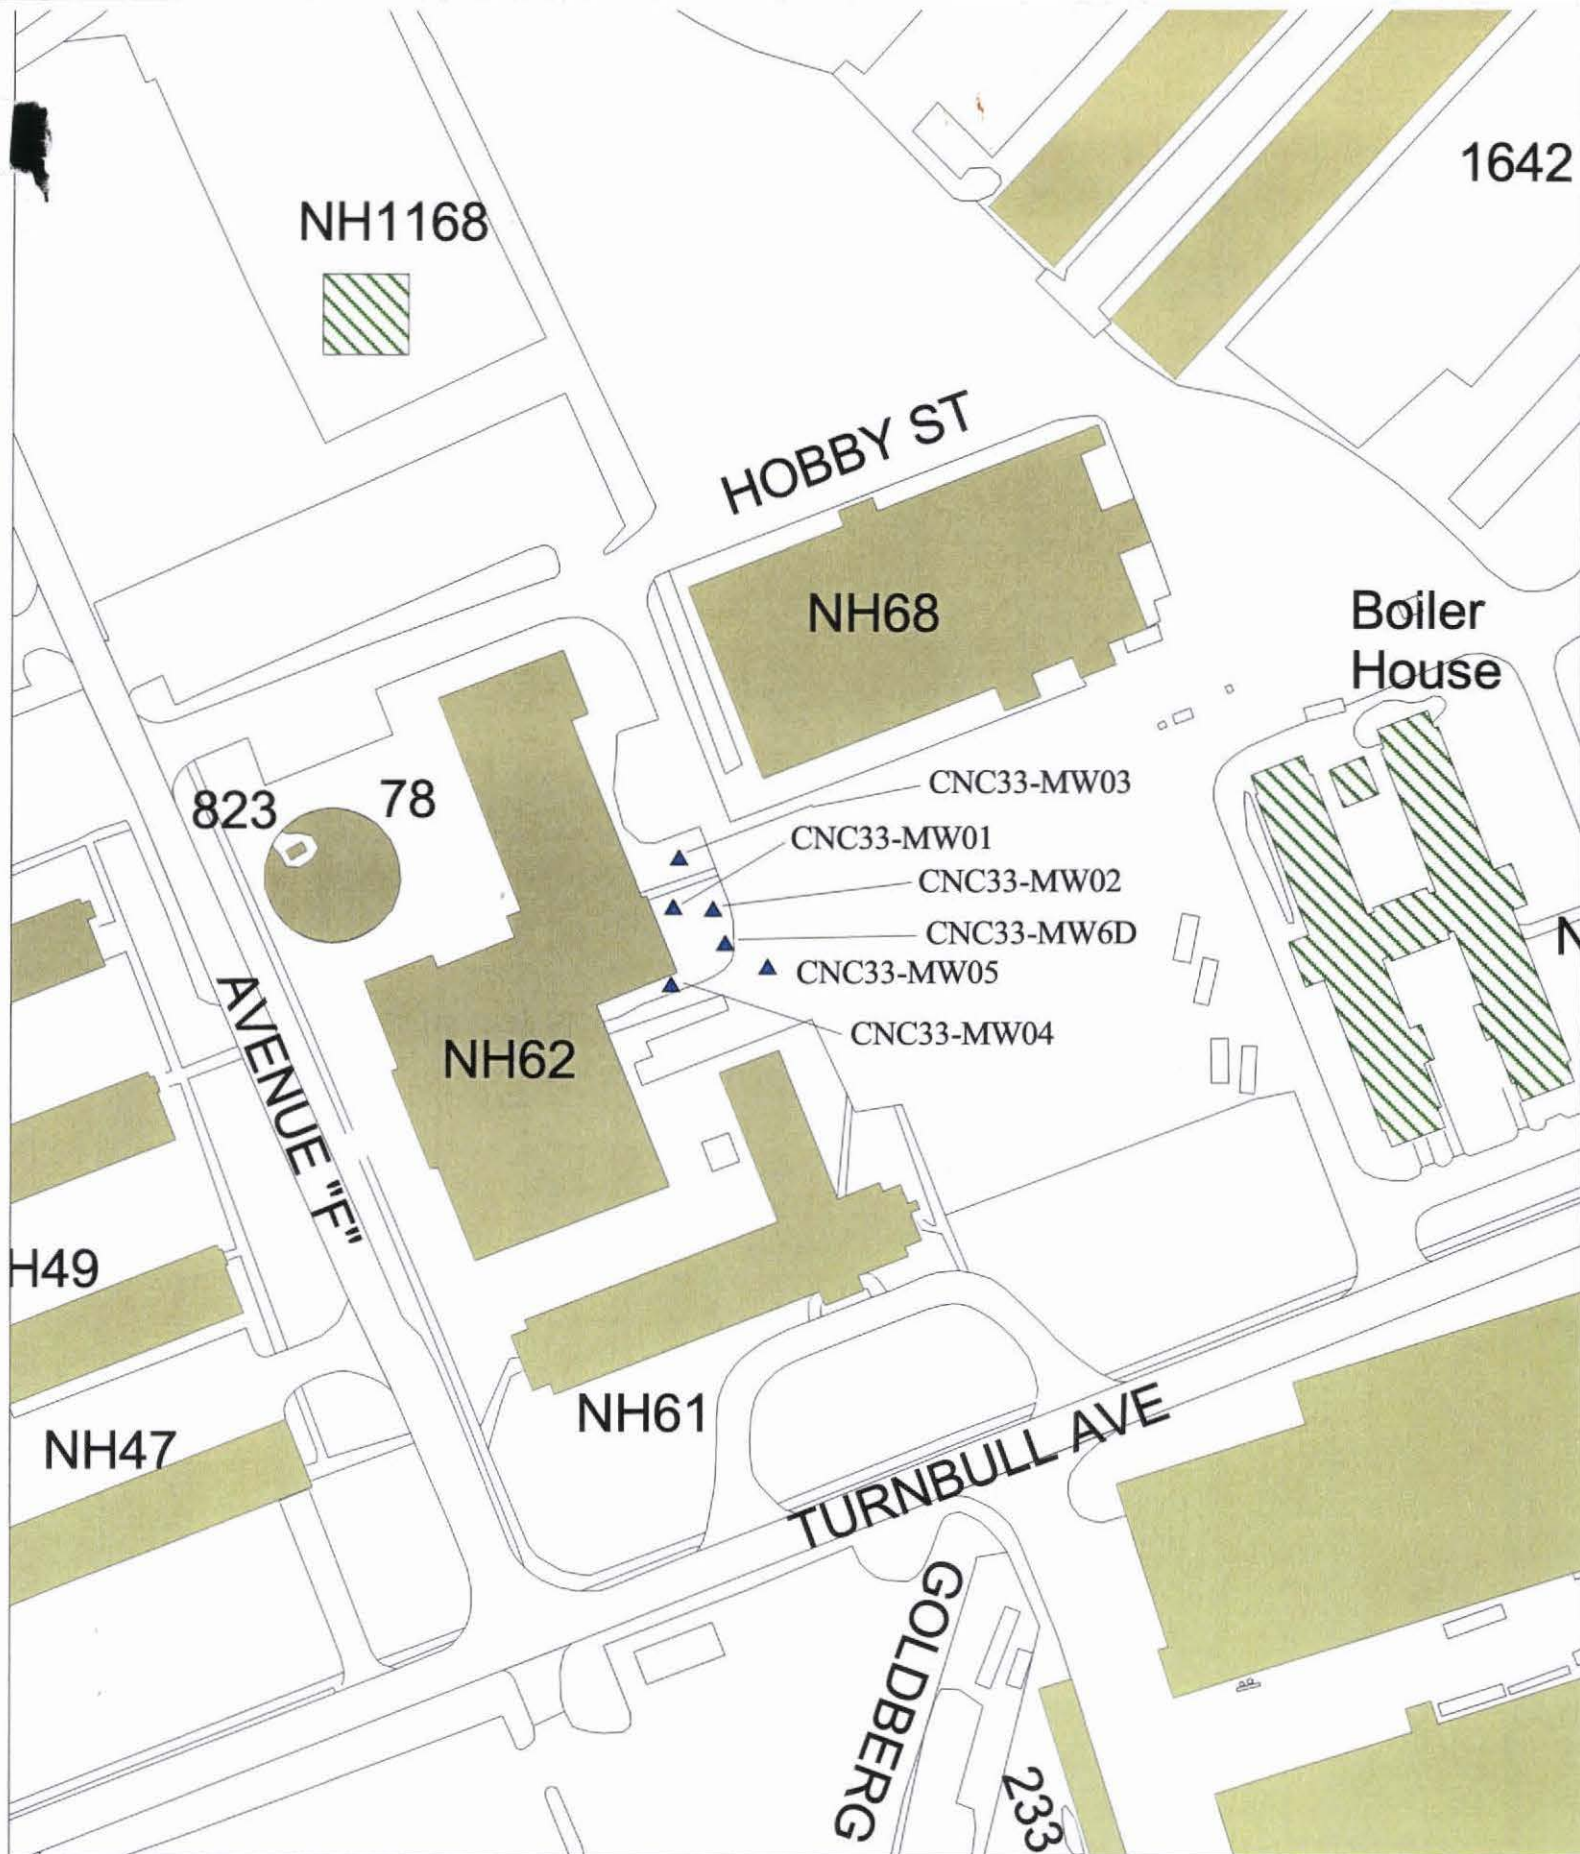 1642
NH1168
HOBBY ST
NH68
Boiler
House
823
78
CNC33-MW03
CNC33-MW01
CNC33-MW02
CNC33-MW6D
CNC33-MW05
CNC33-MW04
N
AVENUE "F"
NH62
H49
NH61
NH47
TURNBULL AVE
GOLDBERG
233